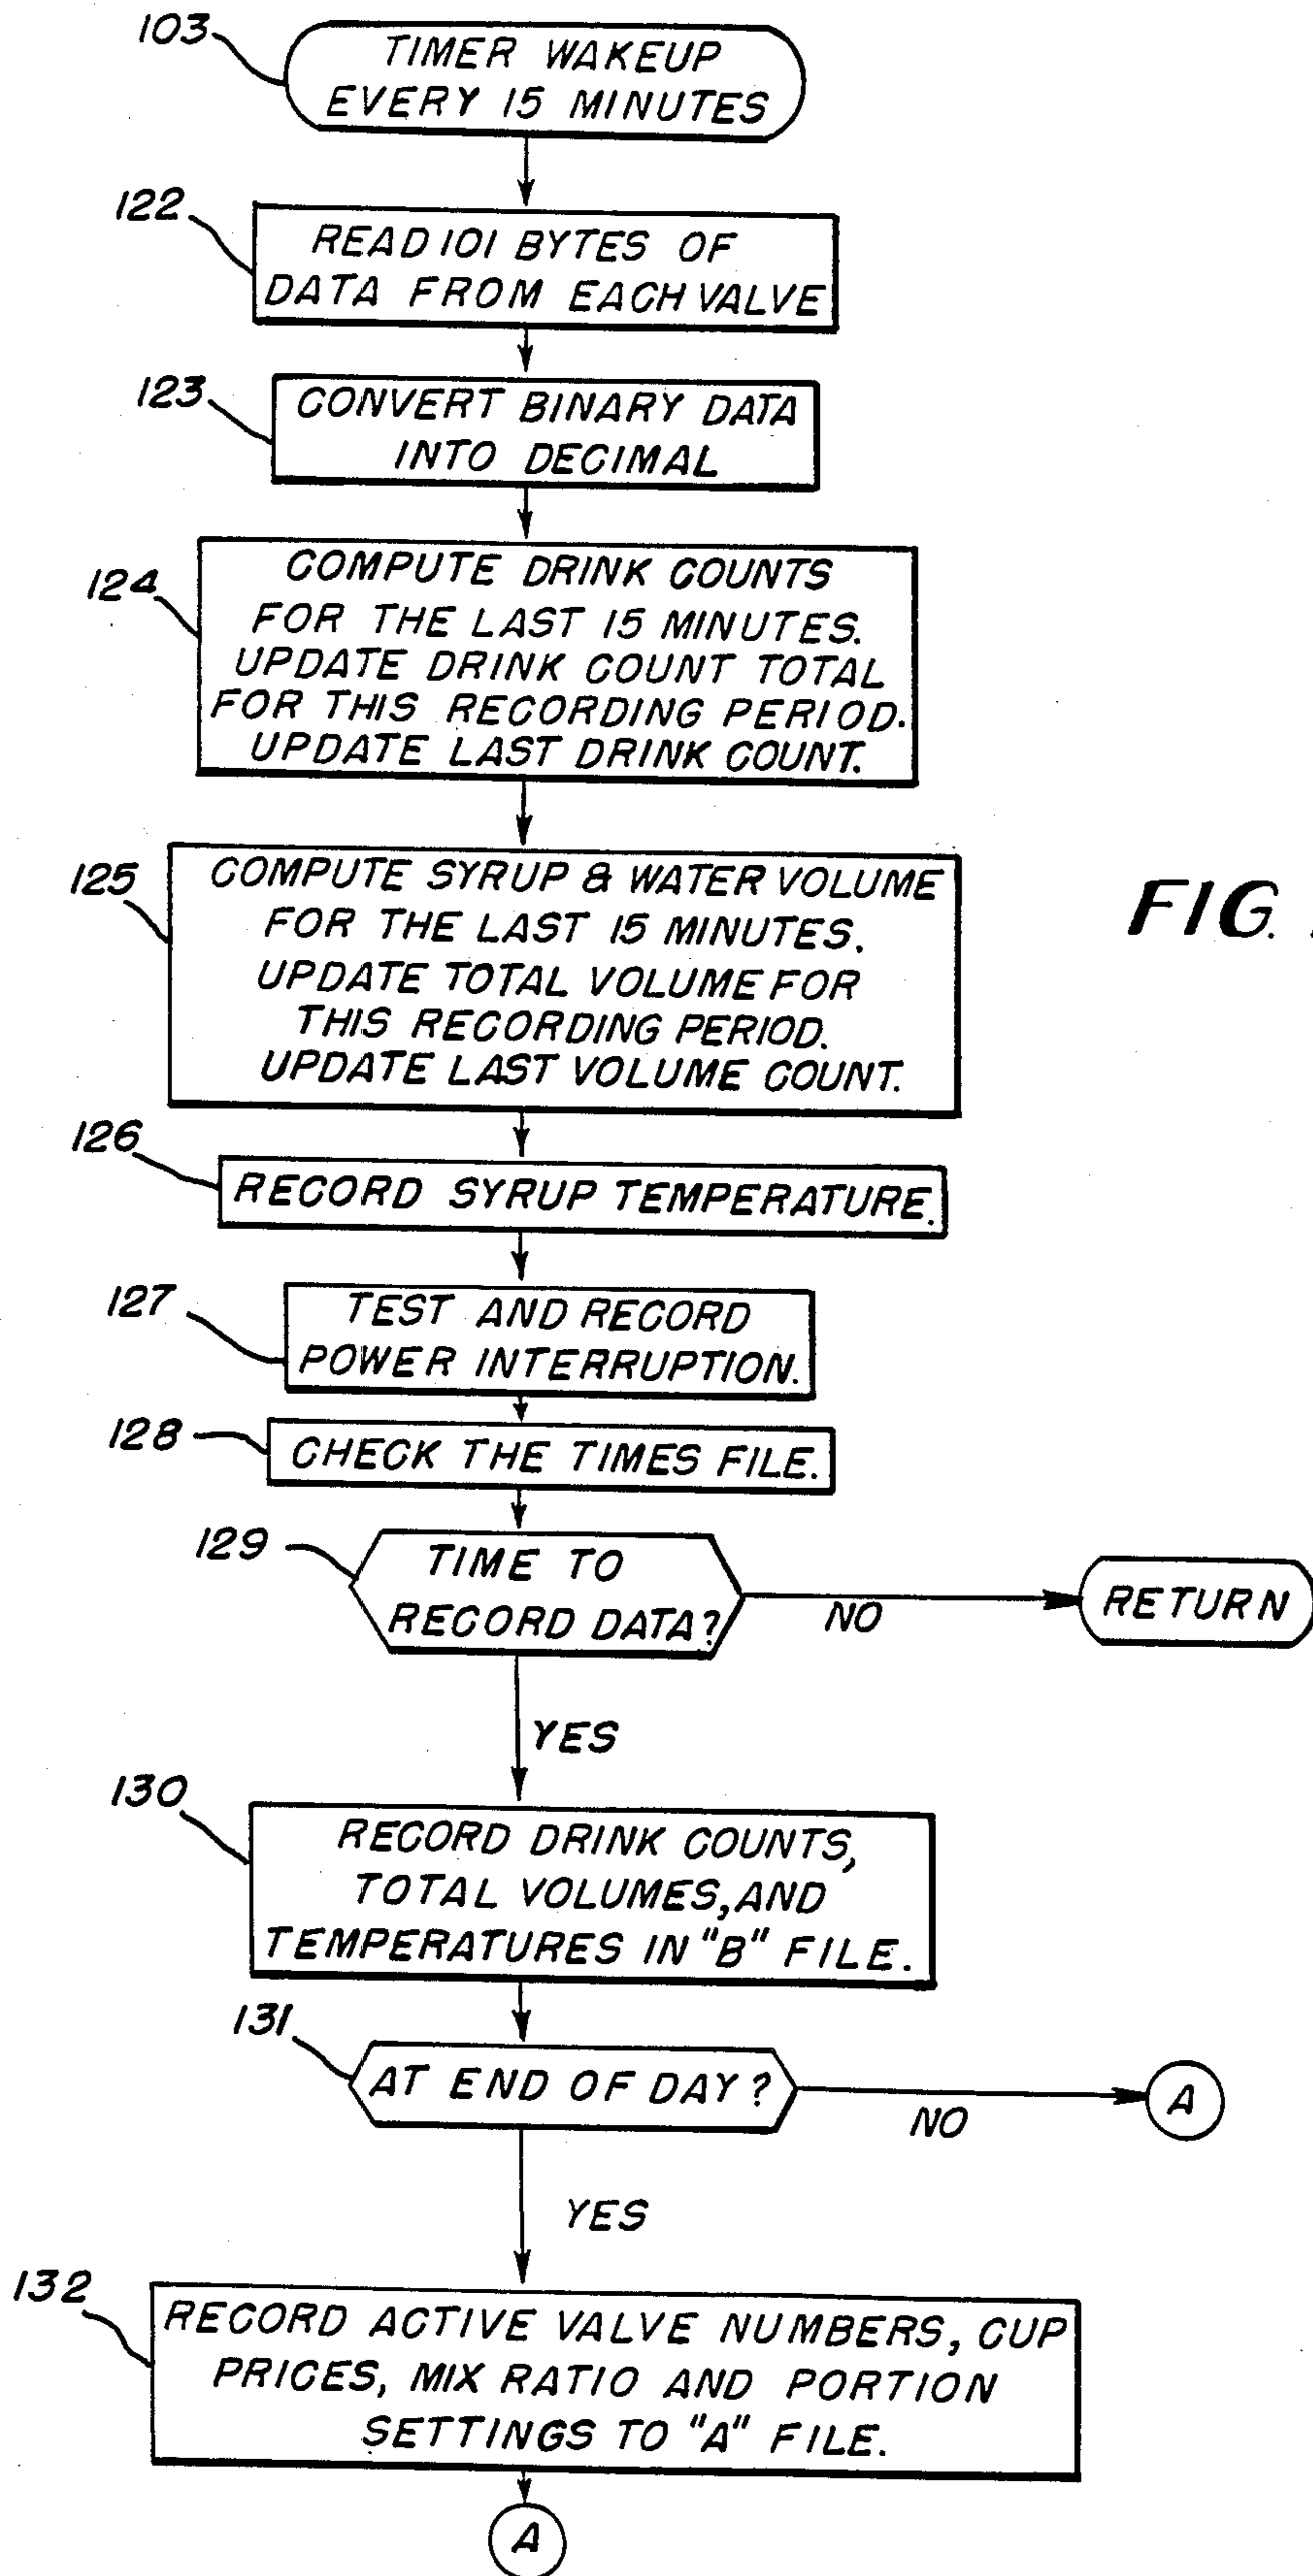 103
TIMER WAKEUP
EVERY 15 MINUTES
122
READ 101 BYTES OF
DATA FROM EACH VALVE
123
CONVERT BINARY DATA
INTO DECIMAL
124
COMPUTE DRINK COUNTS
FOR THE LAST 15 MINUTES.
UPDATE DRINK COUNT TOTAL
FOR THIS RECORDING PERIOD.
UPDATE LAST DRINK COUNT.
125
COMPUTE SYRUP & WATER VOLUME
FOR THE LAST 15 MINUTES.
UPDATE TOTAL VOLUME FOR
THIS RECORDING PERIOD.
UPDATE LAST VOLUME COUNT.
FIG.
126
RECORD SYRUP TEMPERATURE.
127
TEST AND RECORD
POWER INTERRUPTION.
128
CHECK THE TIMES FILE.
129
TIME TO
RECORD DATA?
NO
RETURN
YES
130
RECORD DRINK COUNTS,
TOTAL VOLUMES, AND
TEMPERATURES IN "B" FILE.
131
AT END OF DAY?
NO
A
YES
132
RECORD ACTIVE VALVE NUMBERS, CUP
PRICES, MIX RATIO AND PORTION
SETTINGS TO "A" FILE.
A